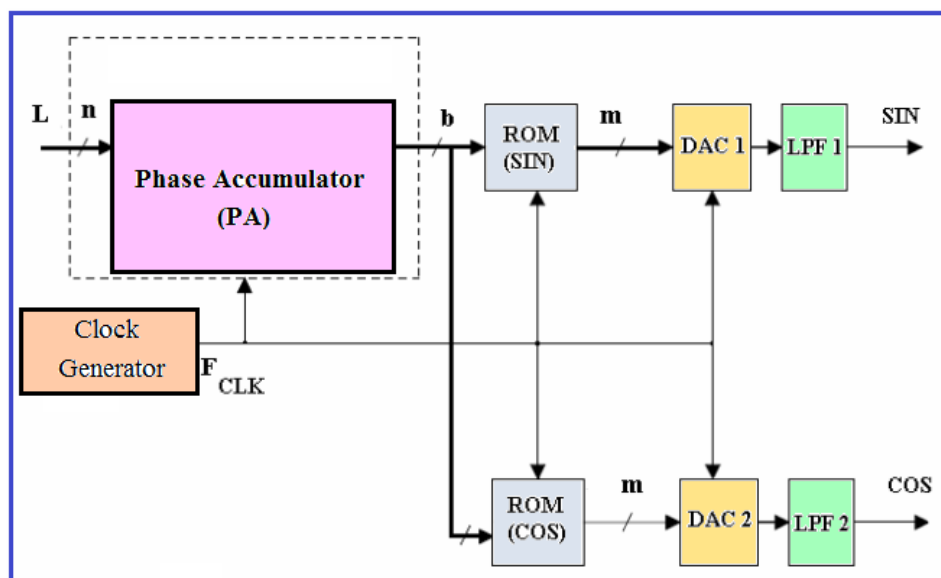 L
n
Phase Accumulator
(PA)
b
ROM
(SIN)
m
DAC 1
LPF 1
SIN
Clock
Generator
F CLK
ROM
(COS)
m
DAC 2
LPF 2
COS